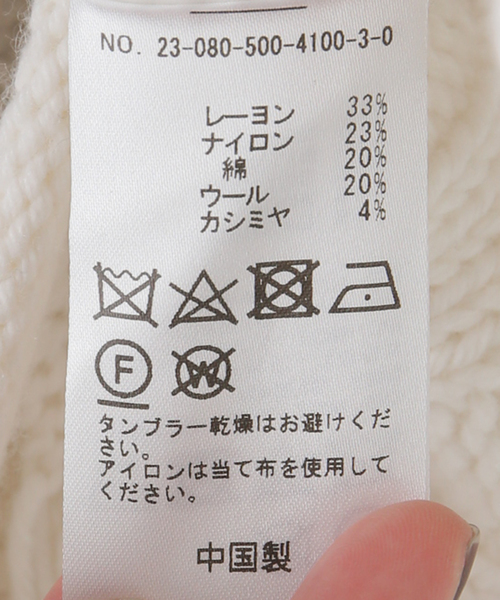 NO. 23-080-500-4100-3-0
レーヨン 33%
ナイロン 23%
綿 20%
ウール 20%
カシミヤ 4%
F W
タンブラー乾燥はお避けくだ
さい。
アイロンは当て布を使用して
ください。
中国製